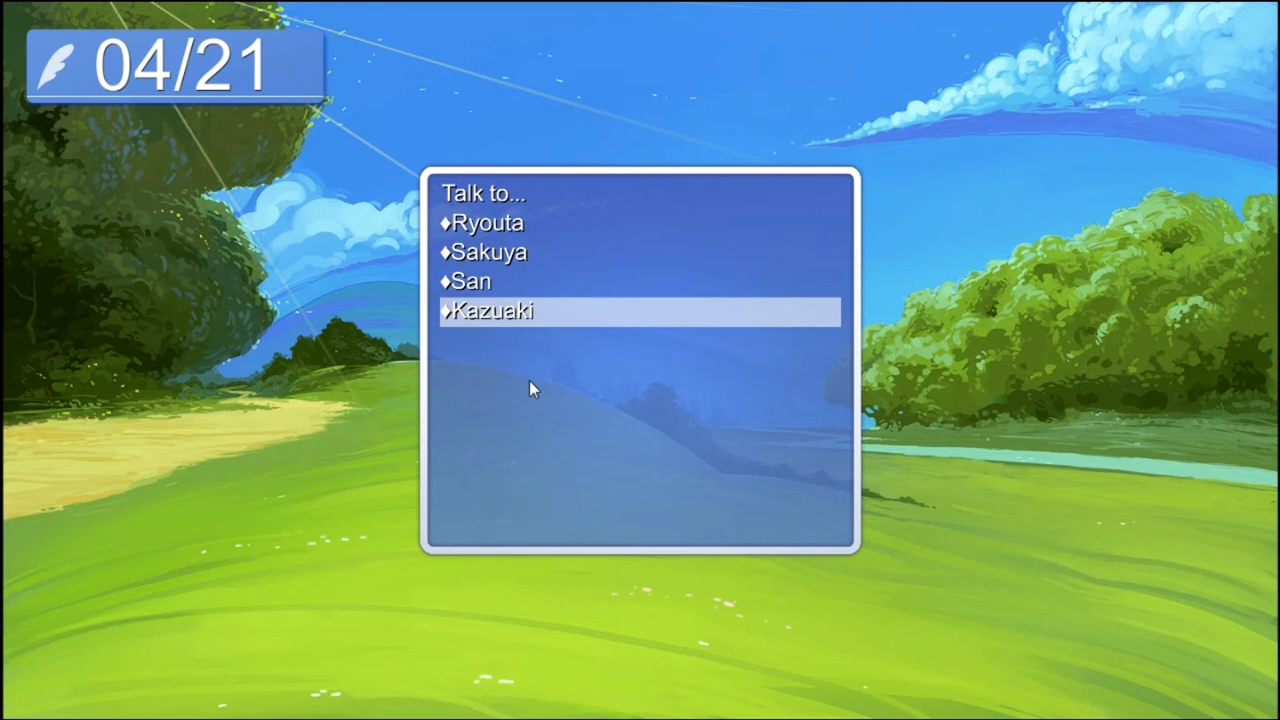 04/21
Talk to...
♦Ryouta
♦Sakuya
♦San
♦Kazuaki